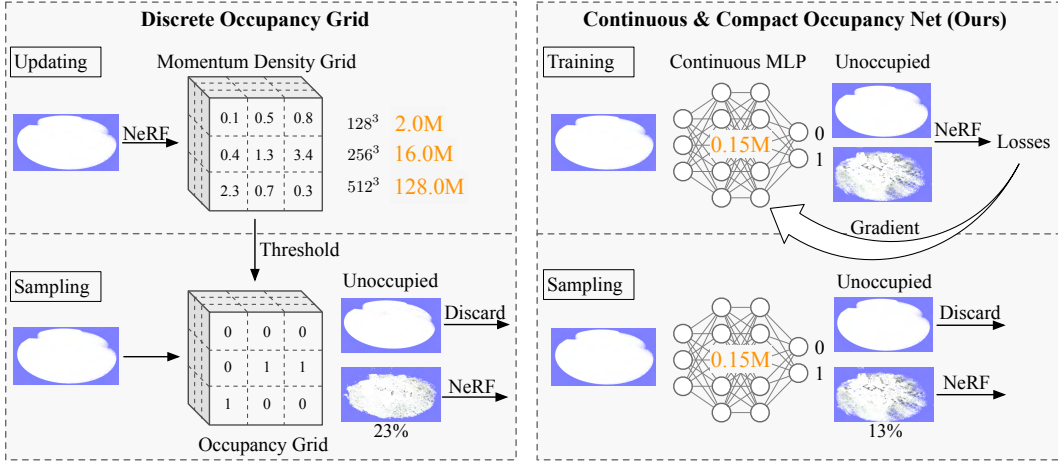 Discrete Occupancy Grid
Updating
Momentum Density Grid
NeRF
0.1 0.5 0.8
0.4 1.3 3.4
2.3 0.7 0.3
128³ 2.0M
256³ 16.0M
512³ 128.0M
Threshold
Sampling
Unoccupied
0 0 0
0 1 1
1 0 0
Discard
NeRF
23%
Occupancy Grid
Continuous & Compact Occupancy Net (Ours)
Training
Continuous MLP
Unoccupied
0.15M
0
1
NeRF
Losses
Gradient
Sampling
Unoccupied
0.15M
0
1
Discard
NeRF
13%